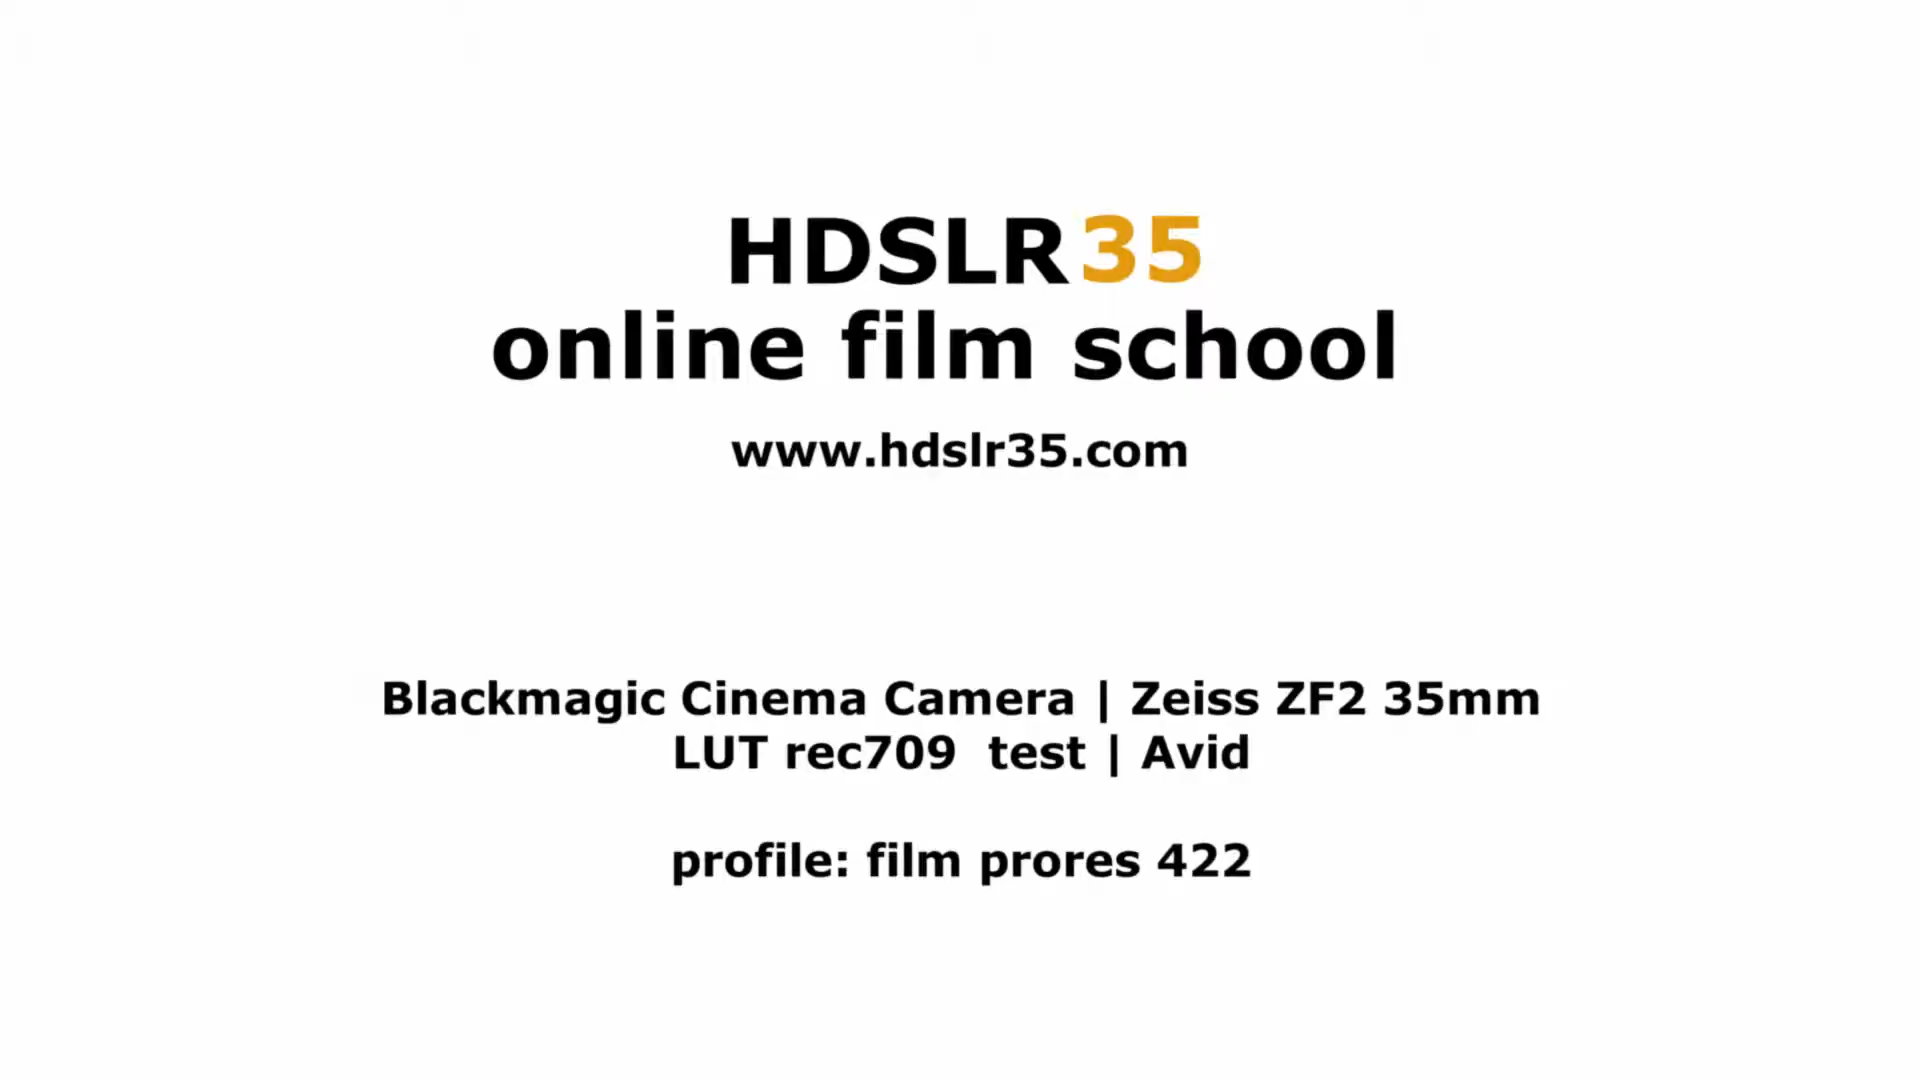 HDSLR35
online film school
www.hdslr35.com
Blackmagic Cinema Camera | Zeiss ZF2 35mm
LUT rec709  test | Avid
profile: film prores 422